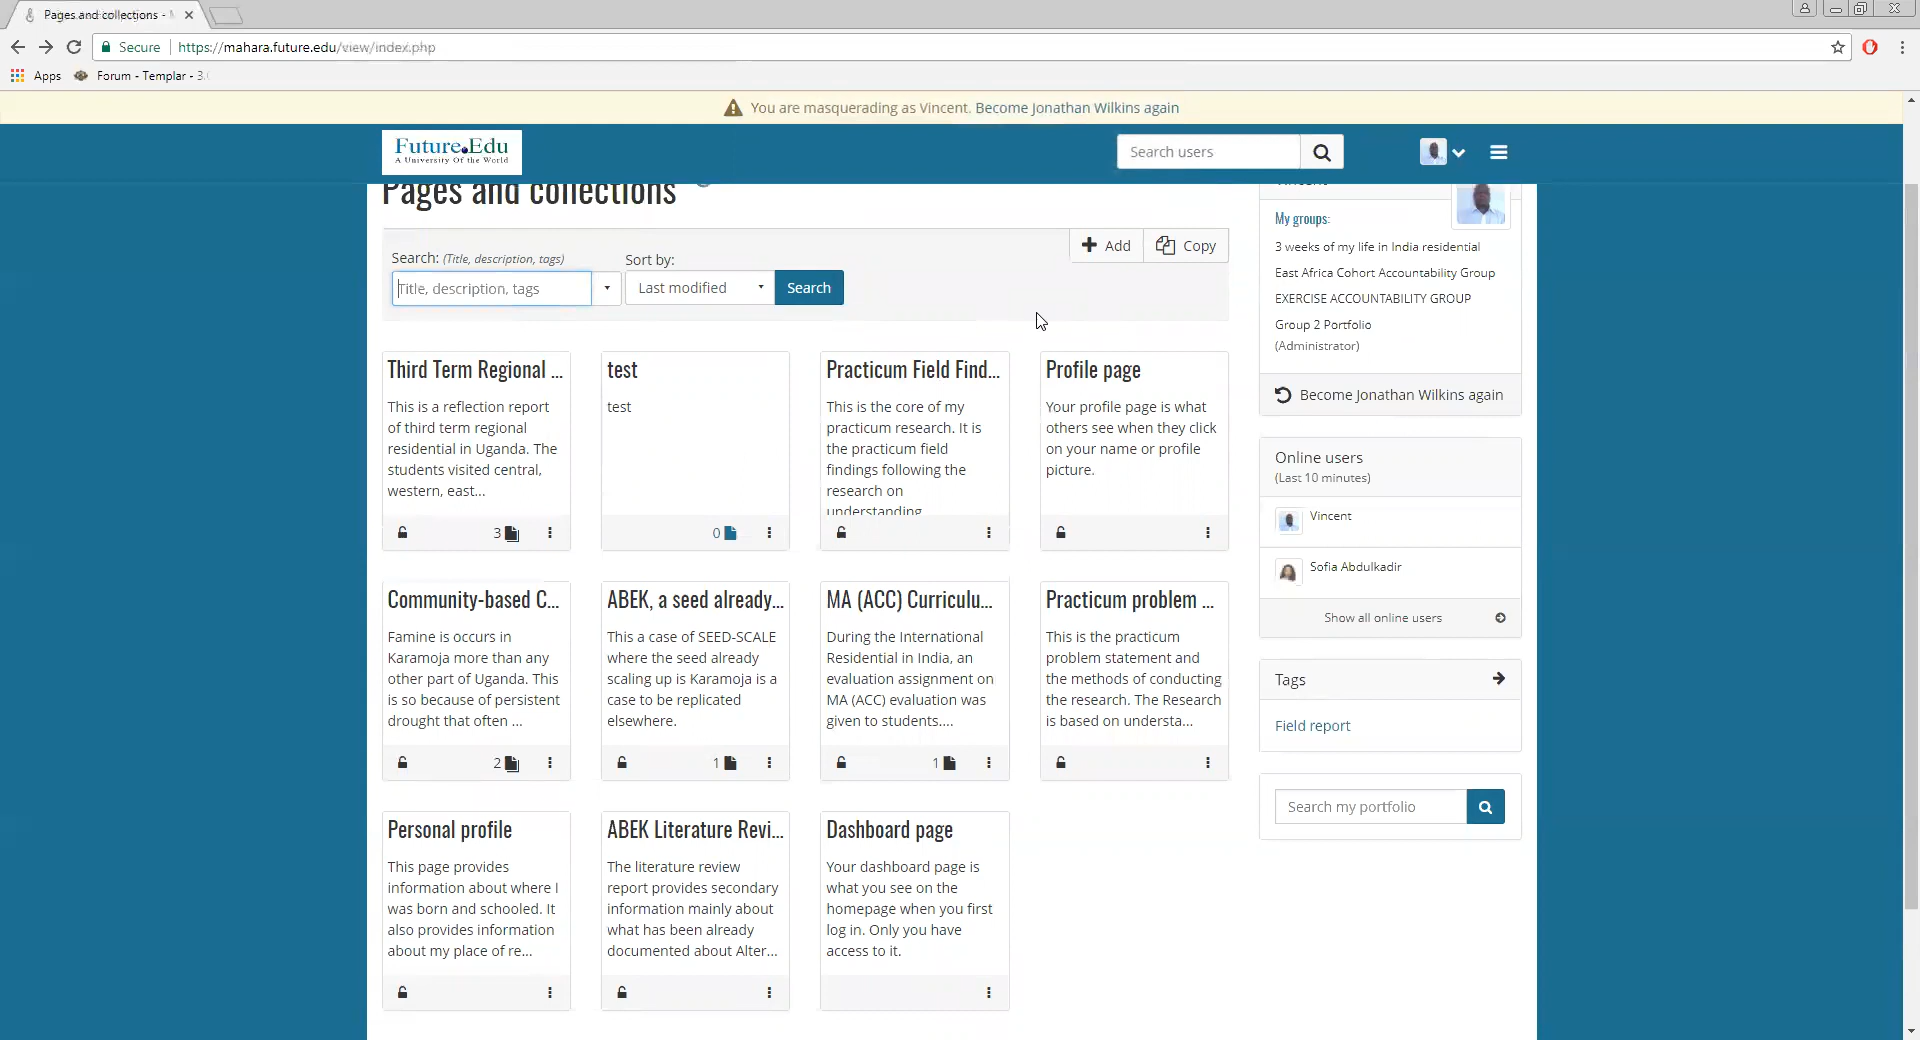 Pages and collections -
Secure https://mahara.future.edu/view/index.php
Apps Forum - Templar - 3.
You are masquerading as Vincent. Become Jonathan Wilkins again
Future.Edu
A University Of the World
Search users
Pages and collections
Add
Copy
Search: (Title, description, tags)
Sort by:
Title, description, tags
Last modified
Search
Third Term Regional ...
This is a reflection report
of third term regional
residential in Uganda. The
students visited central,
western, east...
3
test
test
0
Practicum Field Find...
This is the core of my
practicum research. It is
the practicum field
findings following the
research on
understanding
Profile page
Your profile page is what
others see when they click
on your name or profile
picture.
Community-based C...
Famine is occurs in
Karamoja more than any
other part of Uganda. This
is so because of persistent
drought that often ...
2
ABEK, a seed already...
This a case of SEED-SCALE
where the seed already
scaling up is Karamoja is a
case to be replicated
elsewhere.
1
MA (ACC) Curriculu...
During the International
Residential in India, an
evaluation assignment on
MA (ACC) evaluation was
given to students....
1
Practicum problem ...
This is the practicum
problem statement and
the methods of conducting
the research. The Research
is based on understa...
Personal profile
This page provides
information about where I
was born and schooled. It
also provides information
about my place of re...
ABEK Literature Revi...
The literature review
report provides secondary
information mainly about
what has been already
documented about Alter...
Dashboard page
Your dashboard page is
what you see on the
homepage when you first
log in. Only you have
access to it.
My groups:
3 weeks of my life in India residential
East Africa Cohort Accountability Group
EXERCISE ACCOUNTABILITY GROUP
Group 2 Portfolio
(Administrator)
Become Jonathan Wilkins again
Online users
(Last 10 minutes)
Vincent
Sofia Abdulkadir
Show all online users
Tags
Field report
Search my portfolio